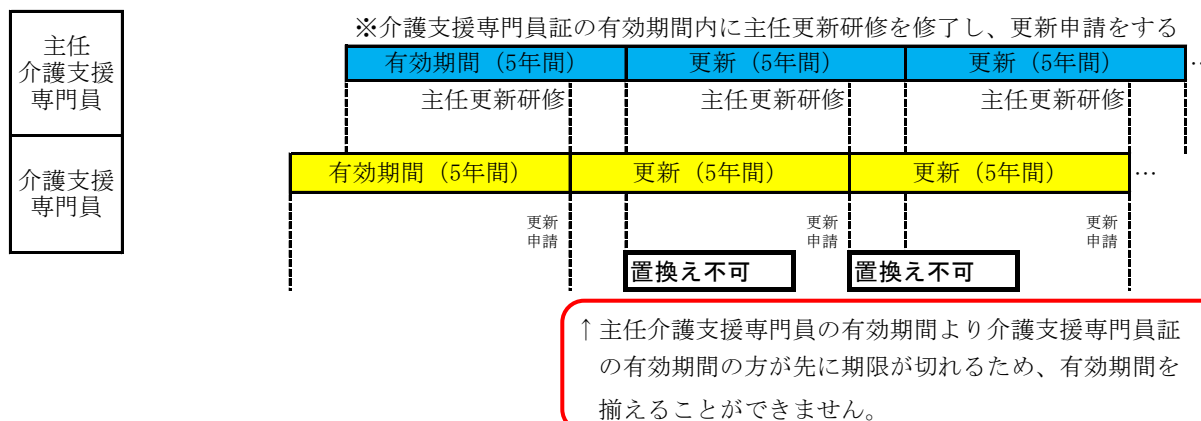 ※介護支援専門員証の有効期間内に主任更新研修を修了し、更新申請をする
主任
介護支援
専門員
有効期間（5年間）
更新（5年間）
更新（5年間）
…
主任更新研修
主任更新研修
主任更新研修
介護支援
専門員
有効期間（5年間）
更新（5年間）
更新（5年間）
…
更新
申請
更新
申請
更新
申請
置換え不可
置換え不可
↑主任介護支援専門員の有効期間より介護支援専門員証
の有効期間の方が先に期限が切れるため、有効期間を
揃えることができません。